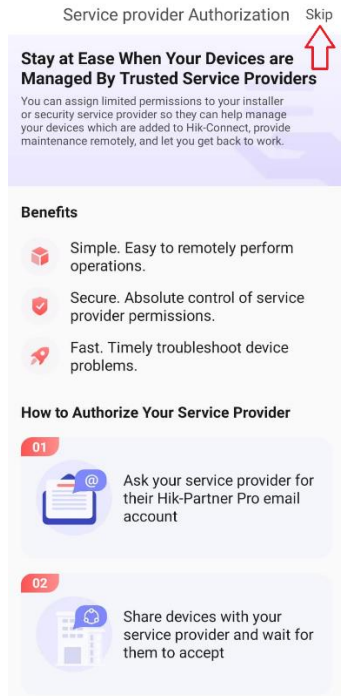 Service provider Authorization Skip
Stay at Ease When Your Devices are
Managed By Trusted Service Providers
You can assign limited permissions to your installer
or security service provider so they can help manage
your devices which are added to Hik-Connect, provide
maintenance remotely, and let you get back to work.
Benefits
Simple. Easy to remotely perform
operations.
Secure. Absolute control of service
provider permissions.
Fast. Timely troubleshoot device
problems.
How to Authorize Your Service Provider
01
@
Ask your service provider for
their Hik-Partner Pro email
account
02
Share devices with your
service provider and wait for
them to accept